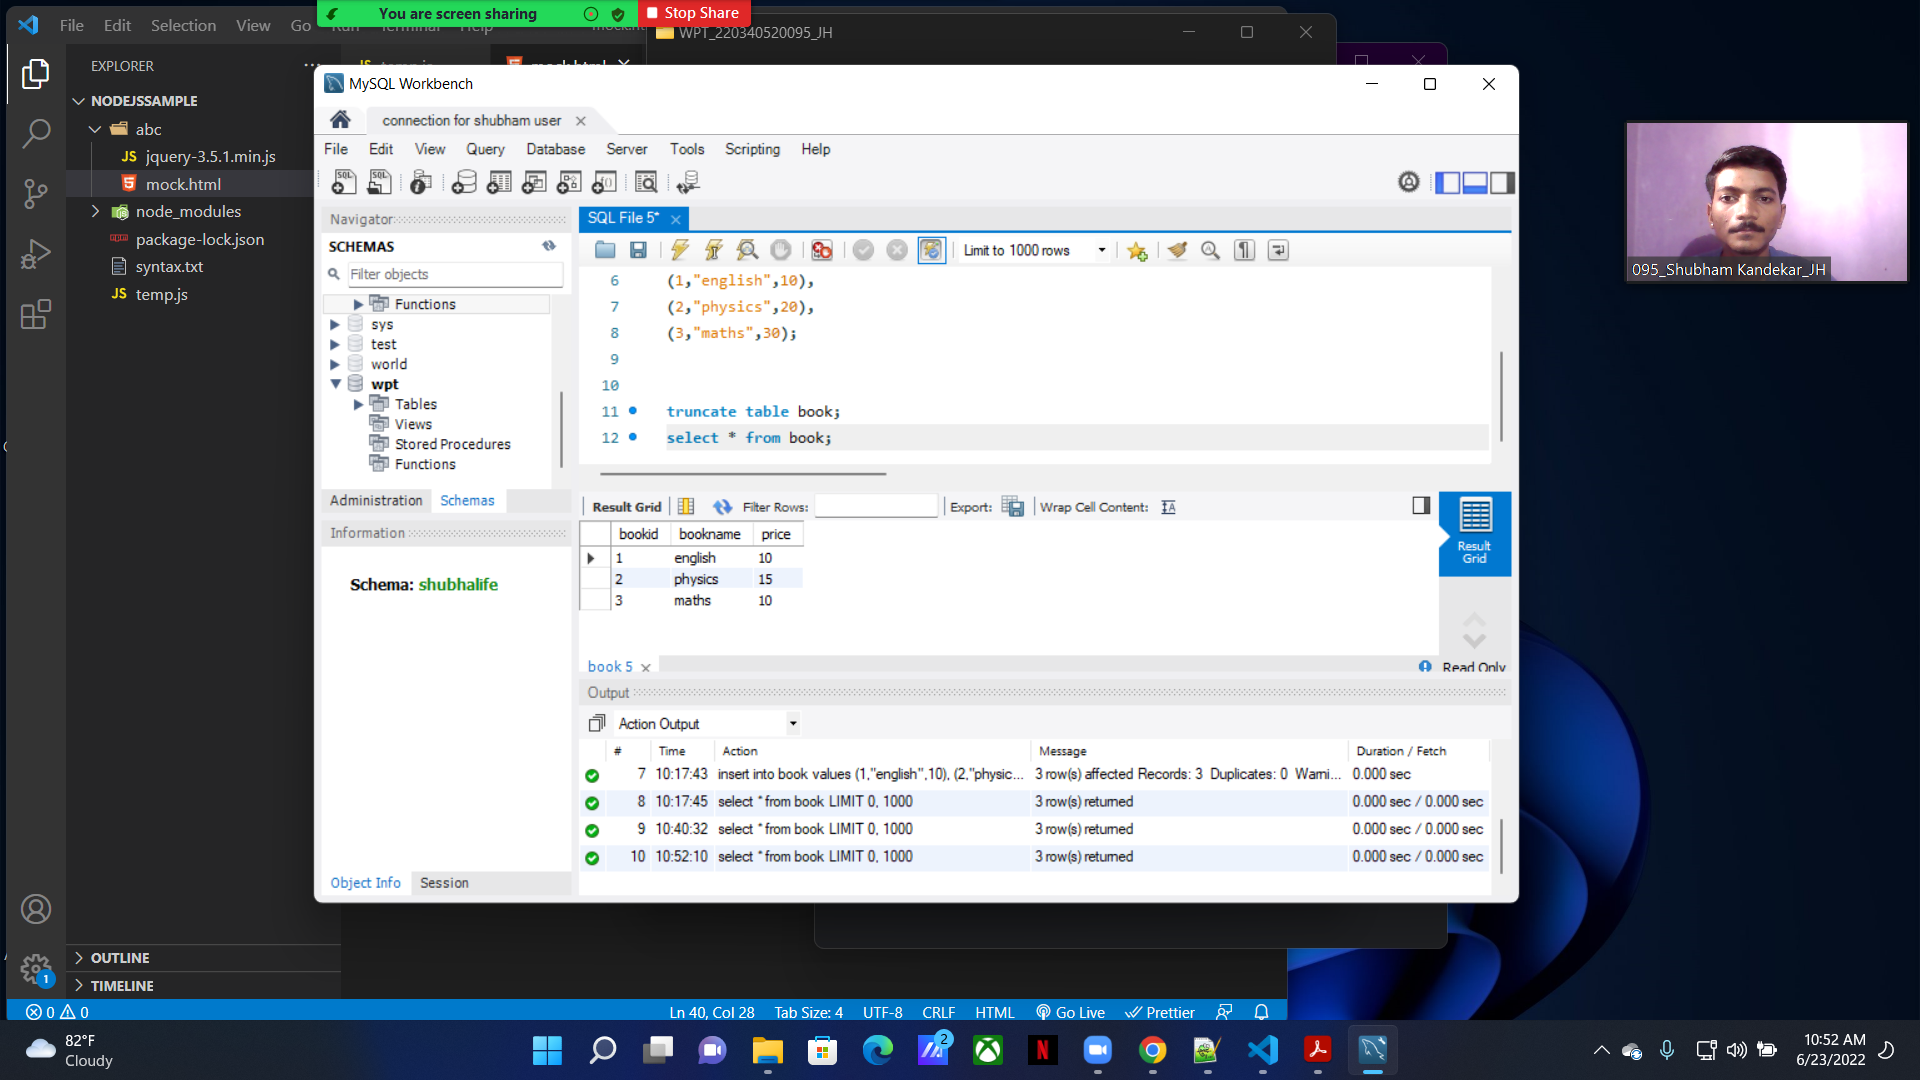 File Edit Selection View Go Run Terminal Help
You are screen sharing
Stop Share
WPT_220340520095_JH
EXPLORER
temp.js
mock.html
NODEJSSAMPLE
abc
JS jquery-3.5.1.min.js
mock.html
node_modules
package-lock.json
syntax.txt
JS temp.js
OUTLINE
TIMELINE
MySQL Workbench
connection for shubham user
File Edit View Query Database Server Tools Scripting Help
Navigator
SCHEMAS
Filter objects
Functions
sys
test
world
wpt
Tables
Views
Stored Procedures
Functions
Administration Schemas
Information
Schema: shubhalife
Object Info Session
SQL File 5*
Limit to 1000 rows
6 (1,"english",10),
7 (2,"physics",20),
8 (3,"maths",30);
9
10
11 truncate table book;
12 select * from book;
Result Grid Filter Rows: Export: Wrap Cell Content:
bookid bookname price
1 english 10
2 physics 15
3 maths 10
Result
Grid
book 5
Read Only
Output
Action Output
# Time Action Message Duration / Fetch
7 10:17:43 insert into book values (1,"english",10), (2,"physic... 3 row(s) affected Records: 3 Duplicates: 0 Warni... 0.000 sec
8 10:17:45 select * from book LIMIT 0, 1000 3 row(s) returned 0.000 sec / 0.000 sec
9 10:40:32 select * from book LIMIT 0, 1000 3 row(s) returned 0.000 sec / 0.000 sec
10 10:52:10 select * from book LIMIT 0, 1000 3 row(s) returned 0.000 sec / 0.000 sec
095_Shubham Kandekar_JH
0 0
Ln 40, Col 28 Tab Size: 4 UTF-8 CRLF HTML Go Live Prettier
1
82°F
Cloudy
2
10:52 AM
6/23/2022